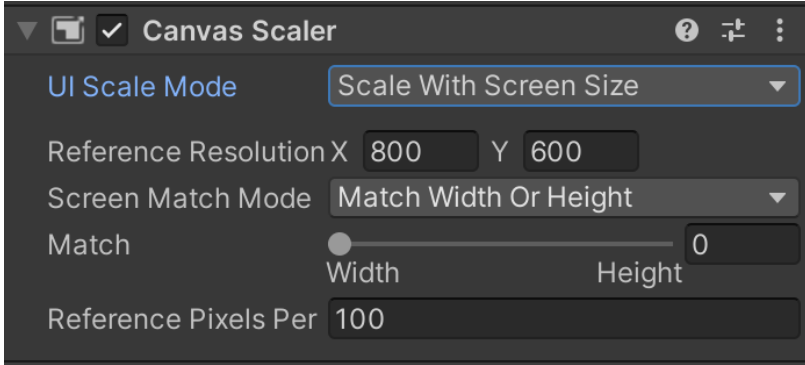 Canvas Scaler
UI Scale Mode Scale With Screen Size
Reference Resolution X 800 Y 600
Screen Match Mode Match Width Or Height
Match 0
Width Height
Reference Pixels Per 100